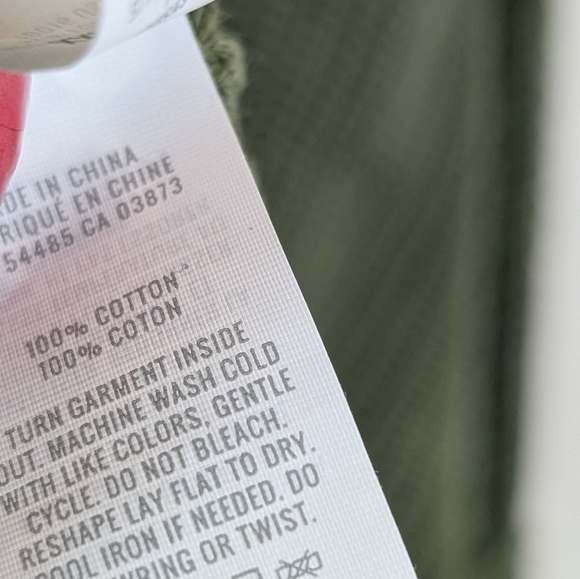 DE IN CHINA
RIQUÉ EN CHINE
54485 CA 03873
100% COTTON
100% COTON
TURN GARMENT INSIDE
OUT. MACHINE WASH COLD
WITH LIKE COLORS, GENTLE
CYCLE. DO NOT BLEACH.
RESHAPE LAY FLAT TO DRY.
COOL IRON IF NEEDED. DO
WRING OR TWIST.